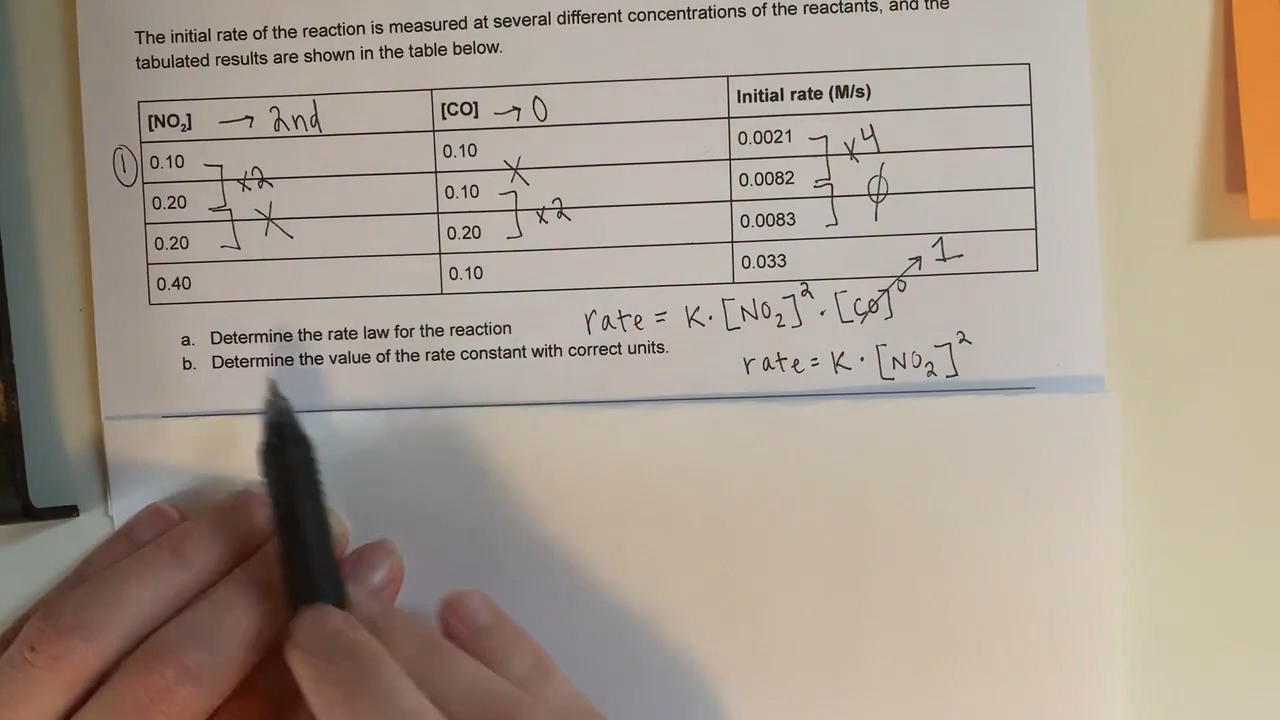 The initial rate of the reaction is measured at several different concentrations of the reactants, and the
tabulated results are shown in the table below.
[NO₂] → 2nd [CO] → 0 Initial rate (M/s)
① 0.10 0.10 0.0021
x2 X x4
0.20 0.10 0.0082
X x2 ϕ
0.20 0.20 0.0083
0.40 0.10 0.033
1
a. Determine the rate law for the reaction
rate = K · [NO₂]² · [CO]⁰
b. Determine the value of the rate constant with correct units.
rate = K · [NO₂]²